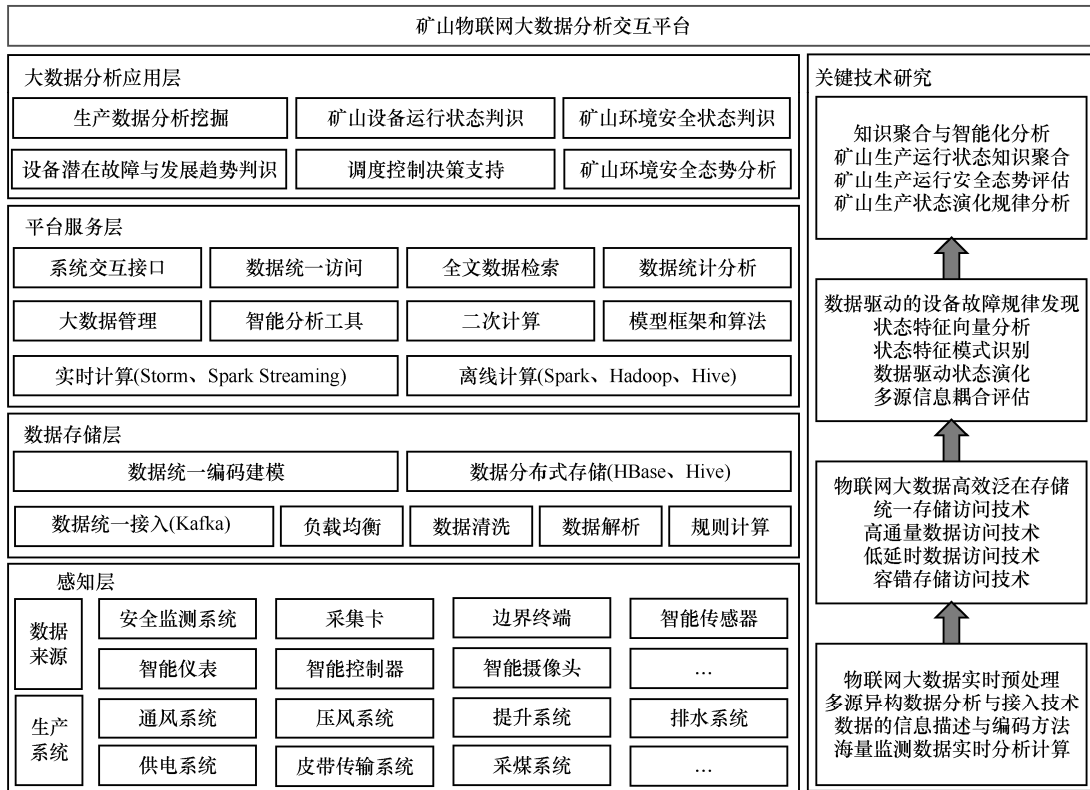 矿山物联网大数据分析交互平台
大数据分析应用层
生产数据分析挖掘
矿山设备运行状态判识
矿山环境安全状态判识
设备潜在故障与发展趋势判识
调度控制决策支持
矿山环境安全态势分析
平台服务层
系统交互接口
数据统一访问
全文数据检索
数据统计分析
大数据管理
智能分析工具
二次计算
模型框架和算法
实时计算(Storm、Spark Streaming)
离线计算(Spark、Hadoop、Hive)
数据存储层
数据统一编码建模
数据分布式存储(HBase、Hive)
数据统一接入(Kafka)
负载均衡
数据清洗
数据解析
规则计算
感知层
数据
来源
安全监测系统
采集卡
边界终端
智能传感器
智能仪表
智能控制器
智能摄像头
…
生产
系统
通风系统
压风系统
提升系统
排水系统
供电系统
皮带传输系统
采煤系统
…
关键技术研究
知识聚合与智能化分析
矿山生产运行状态知识聚合
矿山生产运行安全态势评估
矿山生产状态演化规律分析
数据驱动的设备故障规律发现
状态特征向量分析
状态特征模式识别
数据驱动状态演化
多源信息耦合评估
物联网大数据高效泛在存储
统一存储访问技术
高通量数据访问技术
低延时数据访问技术
容错存储访问技术
物联网大数据实时预处理
多源异构数据分析与接入技术
数据的信息描述与编码方法
海量监测数据实时分析计算